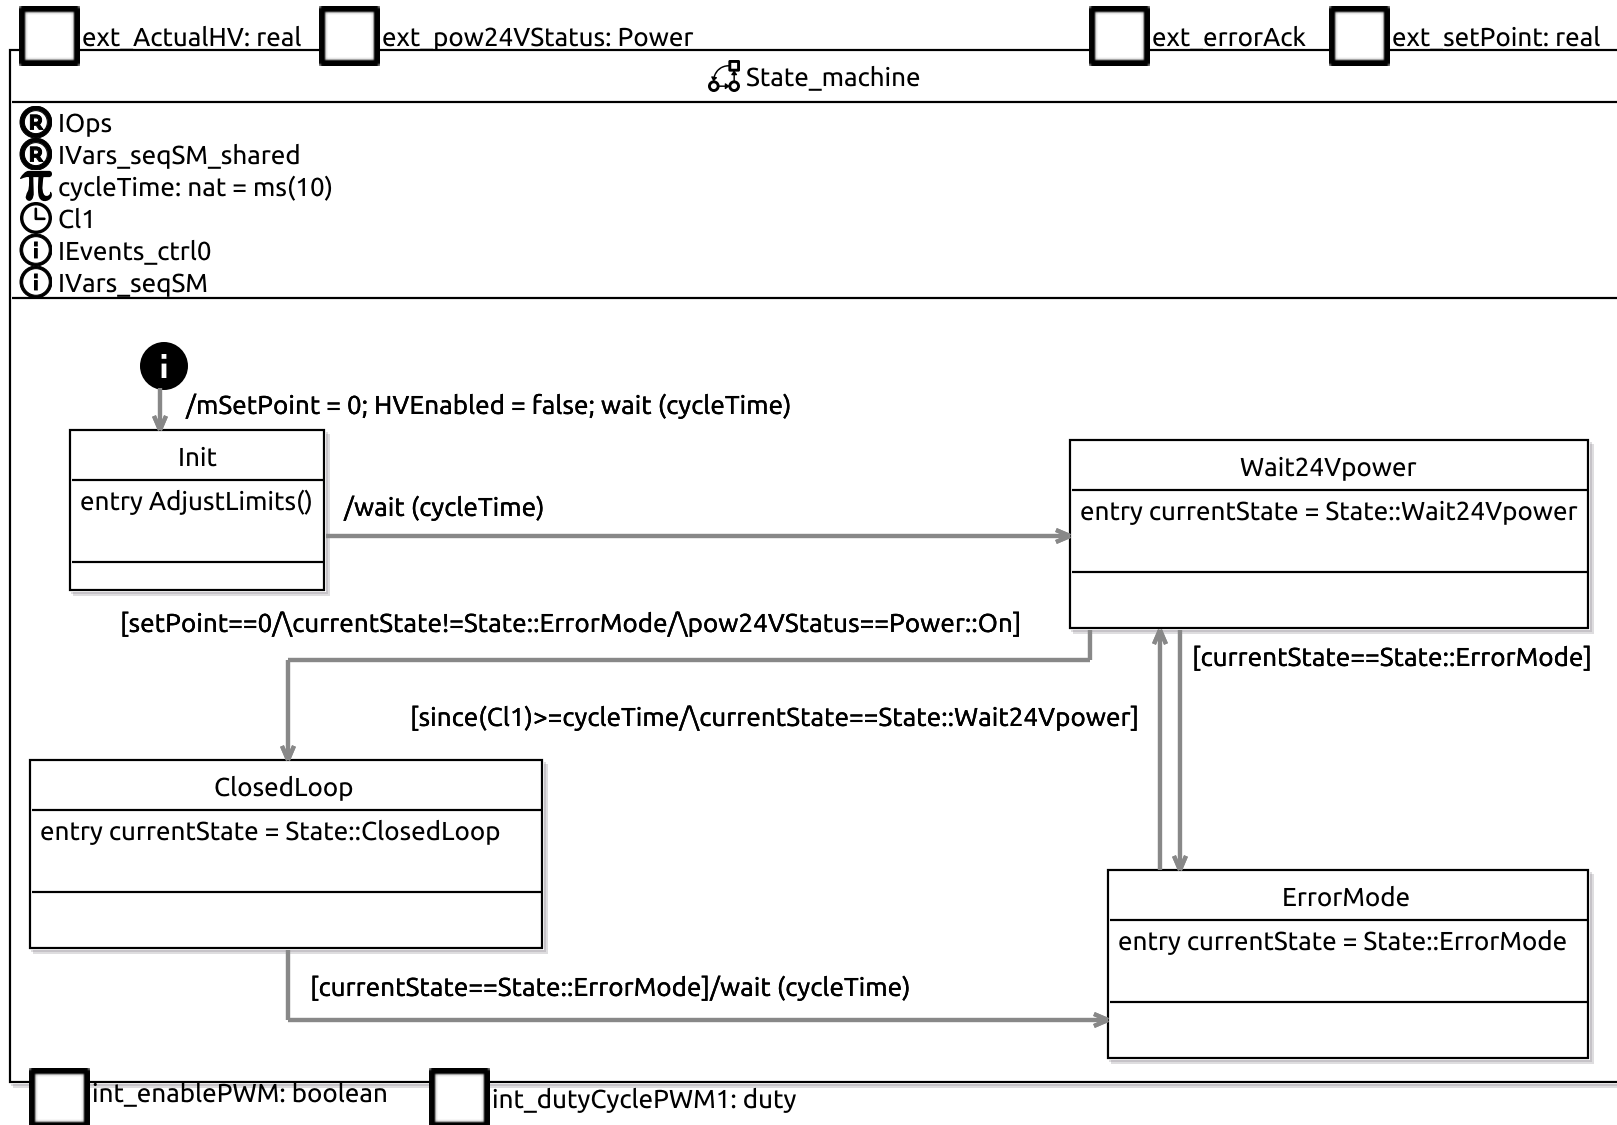 ext_ActualHV: real
ext_pow24VStatus: Power
ext_errorAck
ext_setPoint: real
State_machine
R IOps
R IVars_seqSM_shared
π cycleTime: nat = ms(10)
Cl1
i IEvents_ctrl0
i IVars_seqSM
i
/mSetPoint = 0; HVEnabled = false; wait (cycleTime)
Init
entry AdjustLimits()
/wait (cycleTime)
Wait24Vpower
entry currentState = State::Wait24Vpower
[setPoint==0/\currentState!=State::ErrorMode/\pow24VStatus==Power::On]
[currentState==State::ErrorMode]
[since(Cl1)>=cycleTime/\currentState==State::Wait24Vpower]
ClosedLoop
entry currentState = State::ClosedLoop
ErrorMode
entry currentState = State::ErrorMode
[currentState==State::ErrorMode]/wait (cycleTime)
int_enablePWM: boolean
int_dutyCyclePWM1: duty